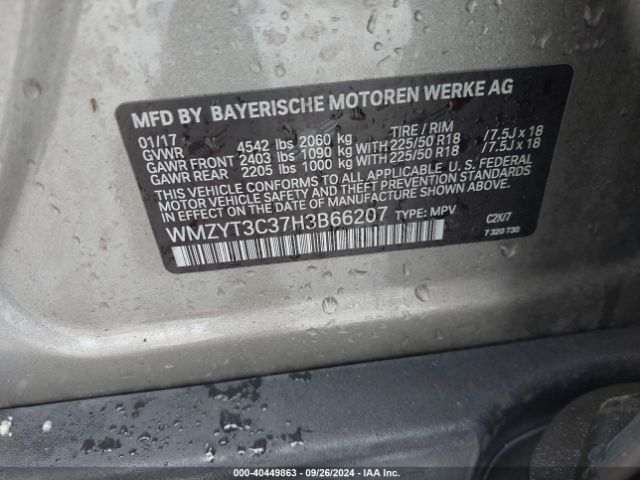 MFD BY BAYERISCHE MOTOREN WERKE AG
01/17 4542 lbs 2060 kg TIRE / RIM
GVWR
GAWR FRONT 2403 lbs 1090 kg WITH 225/50 R18 / 7.5J x 18
GAWR REAR 2205 lbs 1000 kg WITH 225/50 R18 / 7.5J x 18
THIS VEHICLE CONFORMS TO ALL APPLICABLE U. S. FEDERAL
MOTOR VEHICLE SAFETY AND THEFT PREVENTION STANDARDS
IN EFFECT ON THE DATE OF MANUFACTURE SHOWN ABOVE.
WMZYT3C37H3B66207 TYPE: MPV C2X/7
7 320 730
000-40449863 - 09/26/2024 - IAA Inc.